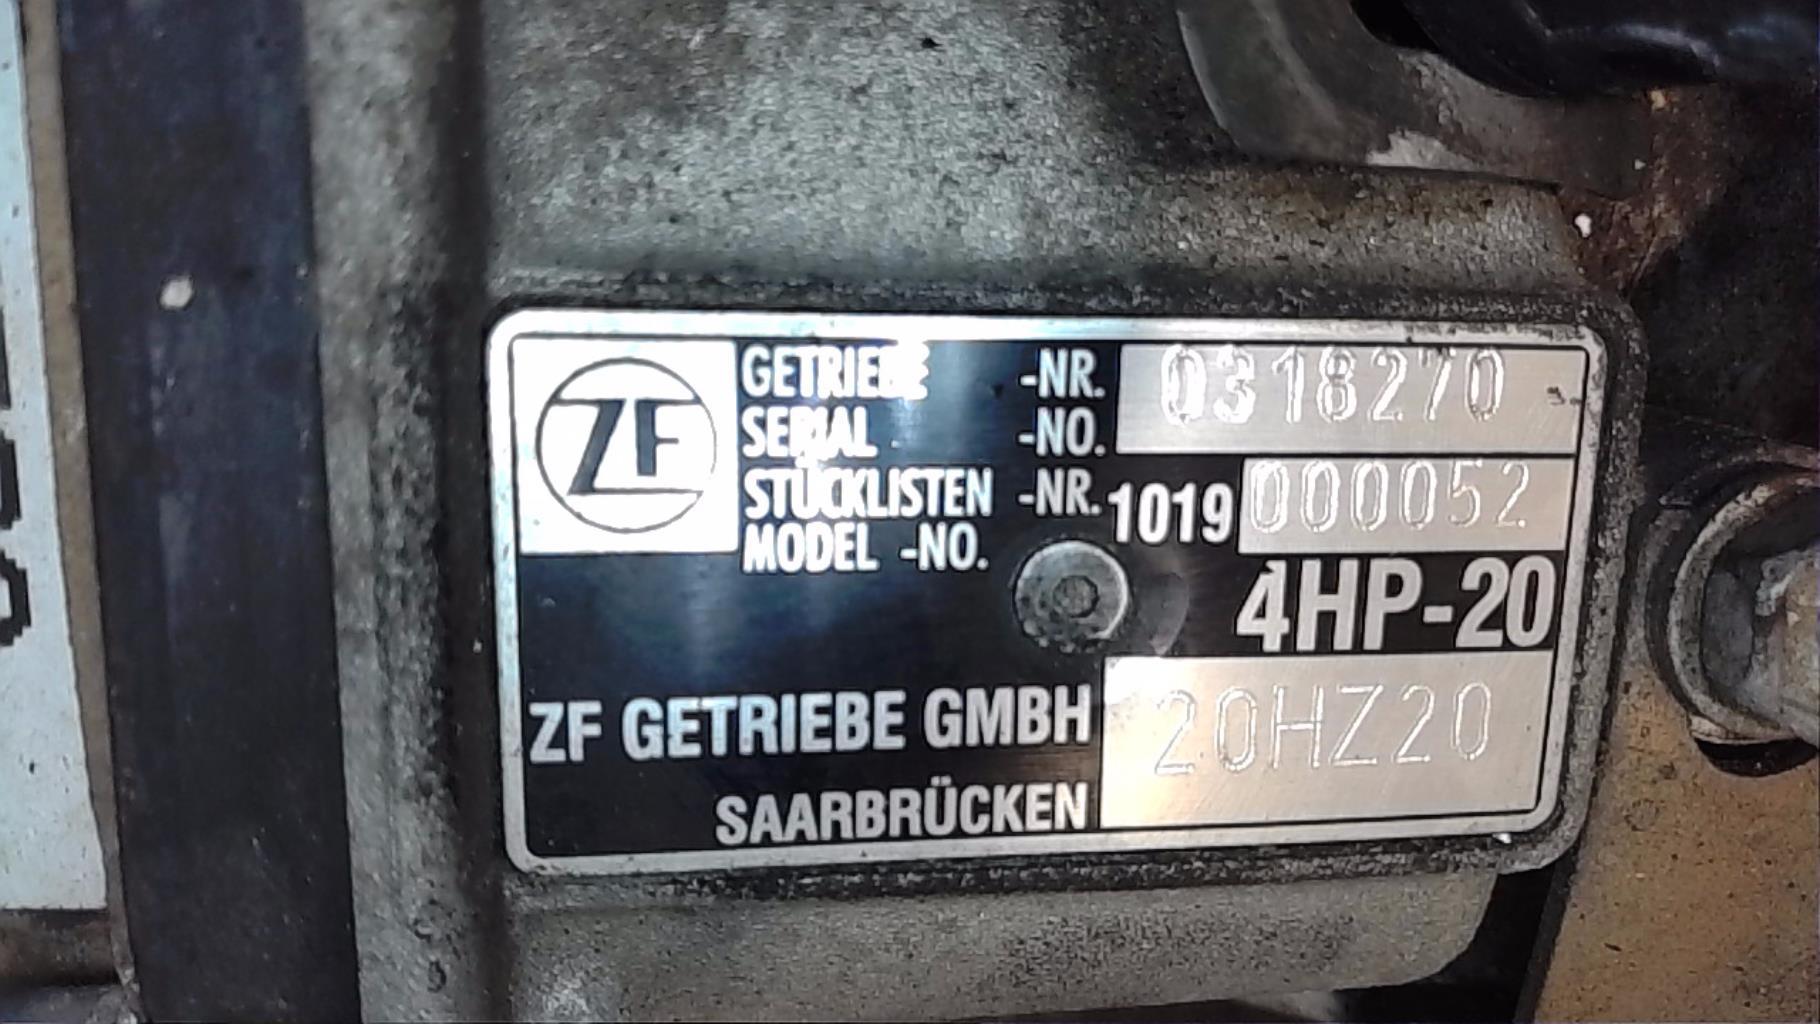 ZF
GETRIEBE -NR. 0318270
SERIAL -NO.
STÜCKLISTEN -NR. 1019 000052
MODEL -NO.
4HP-20
ZF GETRIEBE GMBH 20HZ20
SAARBRÜCKEN